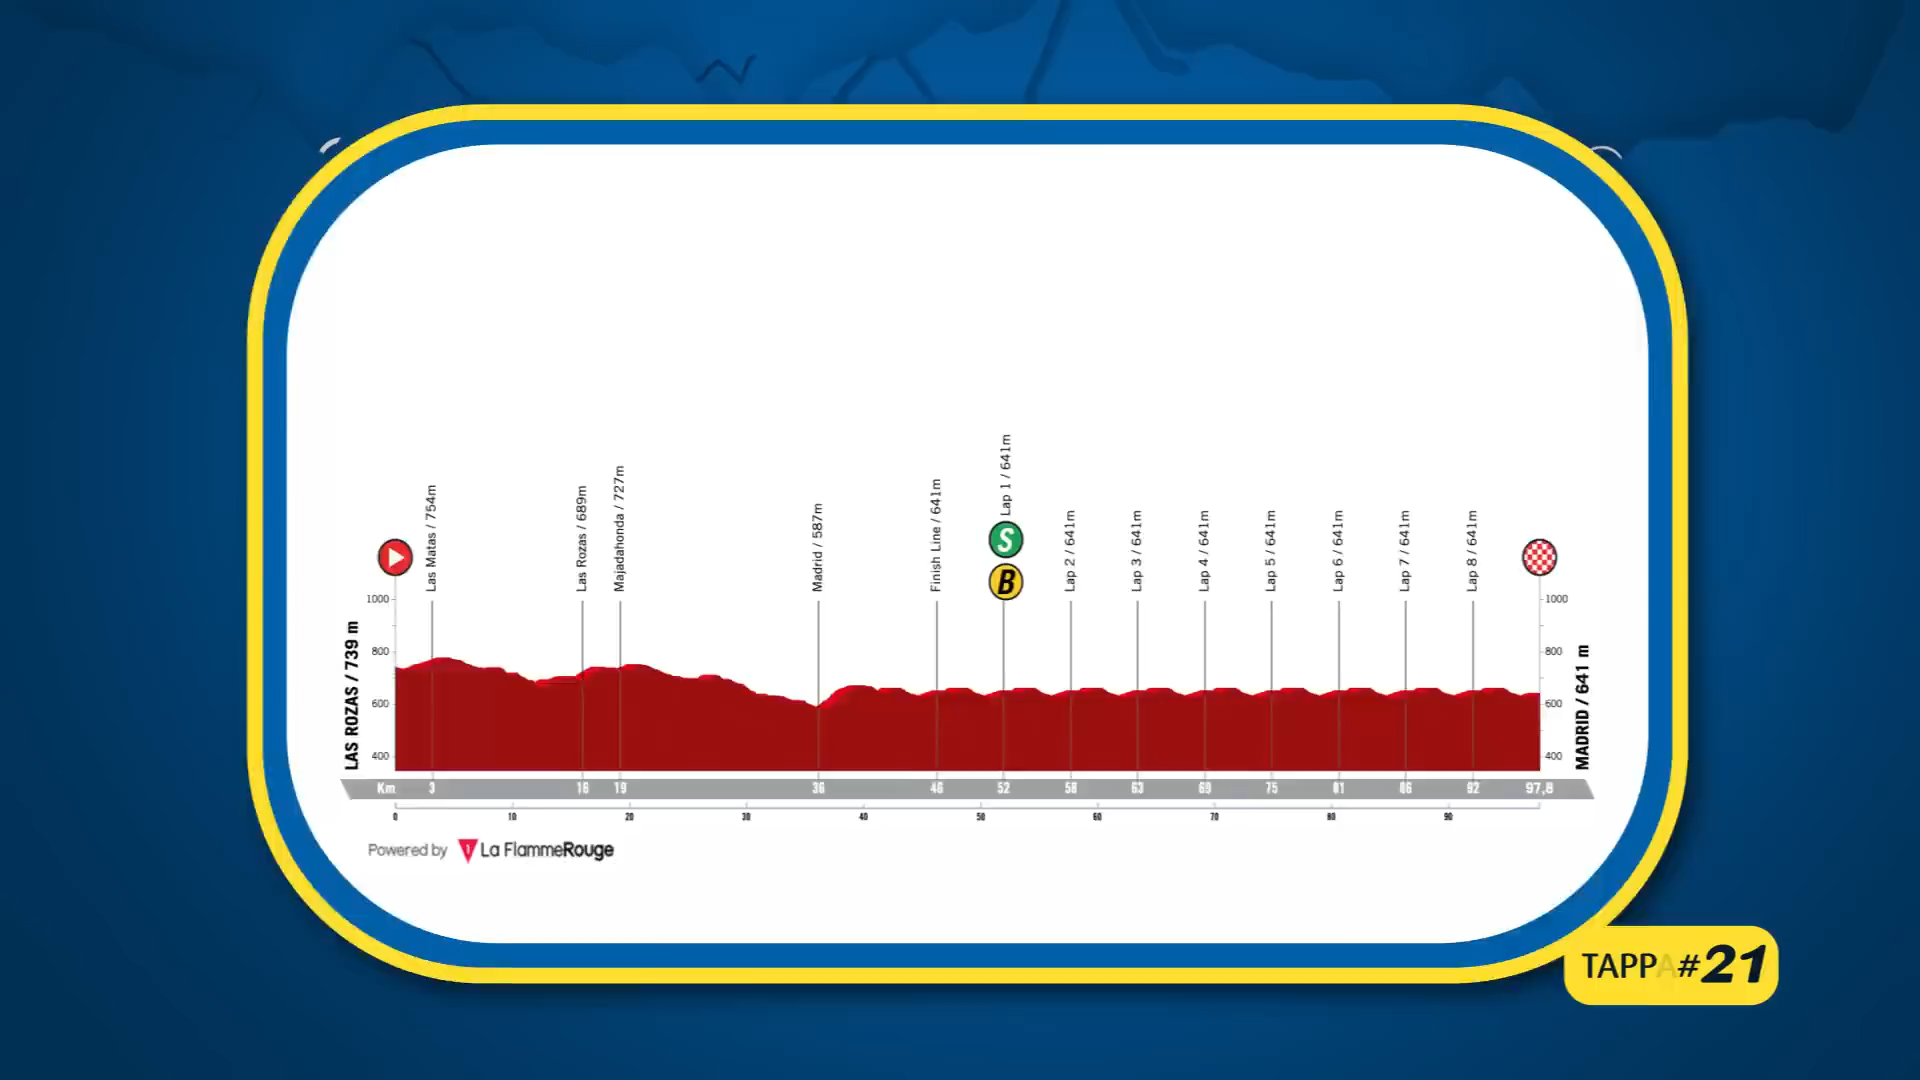 Lap 1 / 641m
Las Matas / 754m
Las Rozas / 689m
Majadahonda / 727m
Madrid / 587m
Finish Line / 641m
Lap 2 / 641m
Lap 3 / 641m
Lap 4 / 641m
Lap 5 / 641m
Lap 6 / 641m
Lap 7 / 641m
Lap 8 / 641m
S
B
1000
800
600
400
1000
800
600
400
LAS ROZAS / 739 m
MADRID / 641 m
Km 3 16 19 36 46 52 58 63 69 75 81 86 92 97,8
0 10 20 30 40 50 60 70 80 90
Powered by 1 La FlammeRouge
TAPPA #21